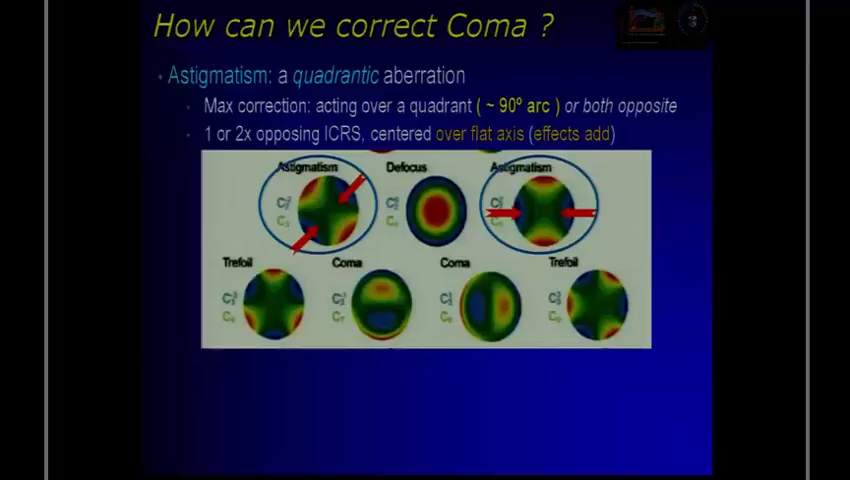 How can we correct Coma ?
• Astigmatism: a quadrantic aberration
• Max correction: acting over a quadrant ( ~ 90º arc ) or both opposite
• 1 or 2x opposing ICRS, centered over flat axis (effects add)
Astigmatism Defocus Astigmatism
Trefoil Coma Coma Trefoil